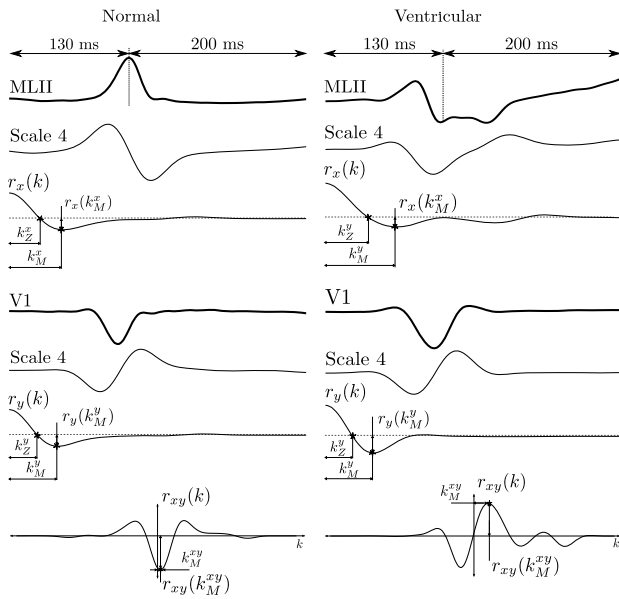 Normal
130 ms 200 ms
MLII
Scale 4
r_x(k)
r_x(k_M^x)
k_Z^x
k_M^x
V1
Scale 4
r_y(k)
r_y(k_M^y)
k_Z^y
k_M^y
r_xy(k)
k
k_M^xy
r_xy(k_M^xy)
Ventricular
130 ms 200 ms
MLII
Scale 4
r_x(k)
r_x(k_M^x)
k_Z^y
k_M^y
V1
Scale 4
r_y(k)
r_y(k_M^y)
k_Z^y
k_M^y
k_M^xy r_xy(k)
k
r_xy(k_M^xy)